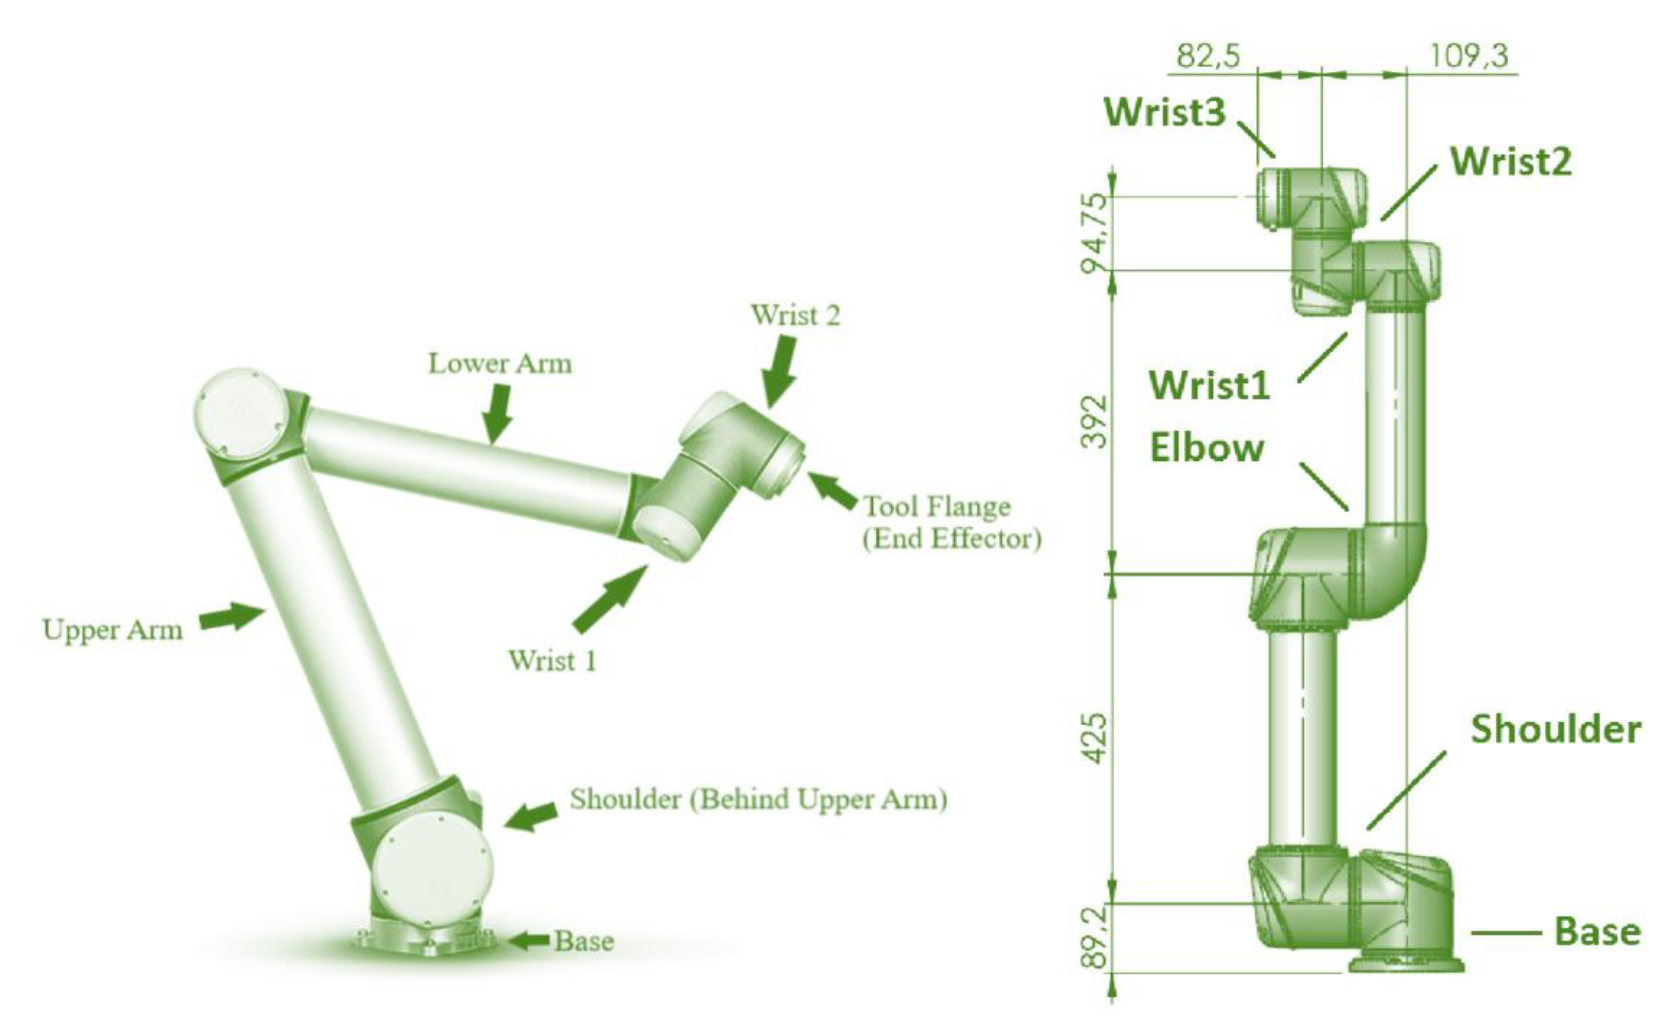 Wrist 2
Lower Arm
Tool Flange
(End Effector)
Upper Arm
Wrist 1
Shoulder (Behind Upper Arm)
Base
82,5
109,3
Wrist3
Wrist2
94,75
Wrist1
392
Elbow
425
Shoulder
89,2
Base